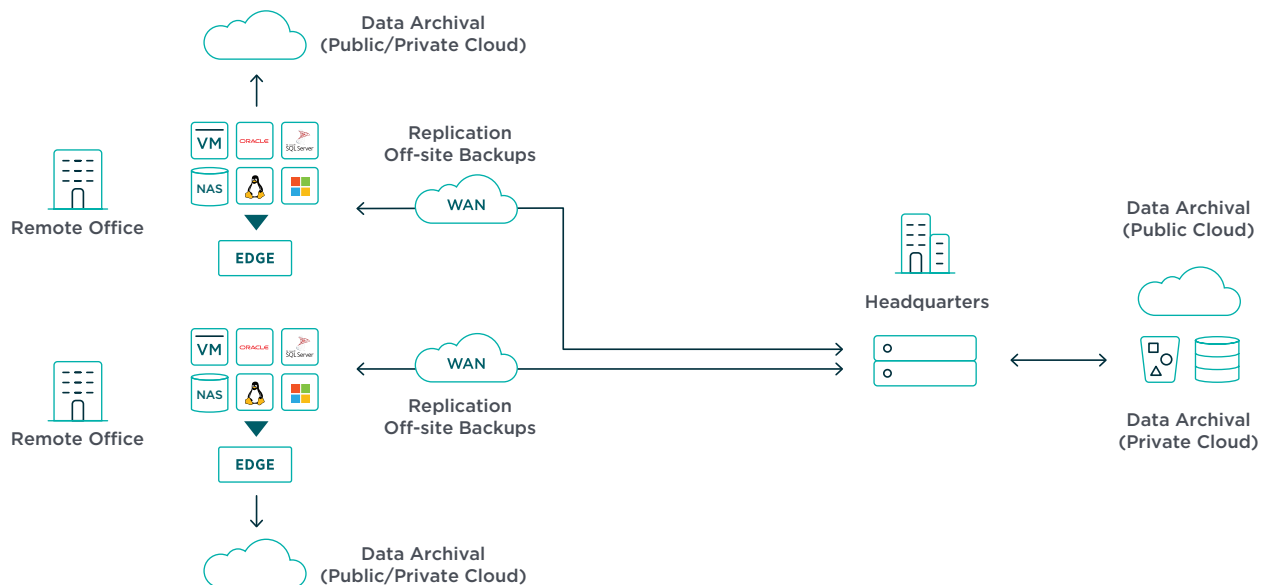 Data Archival
(Public/Private Cloud)
VM
ORACLE
SQL Server
Replication
Off-site Backups
NAS
WAN
Remote Office
EDGE
Data Archival
(Public Cloud)
Headquarters
VM
ORACLE
SQL Server
WAN
NAS
Replication
Off-site Backups
Remote Office
EDGE
Data Archival
(Private Cloud)
Data Archival
(Public/Private Cloud)